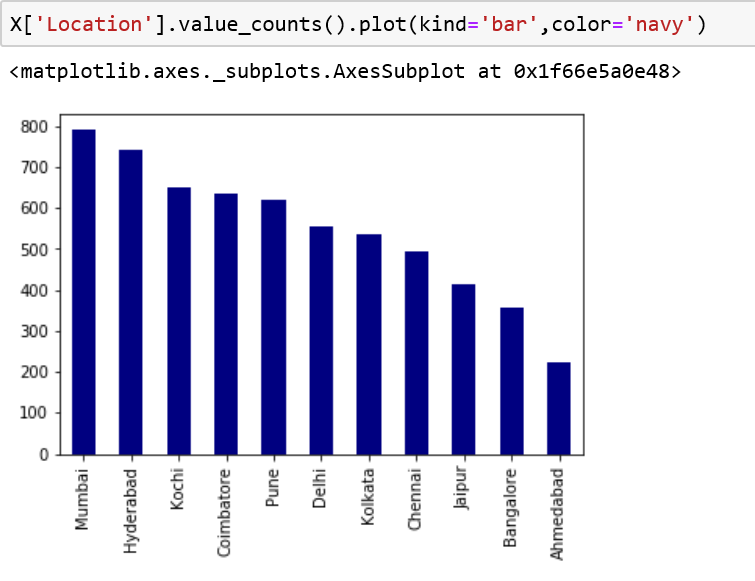 X['Location'].value_counts().plot(kind='bar',color='navy')
<matplotlib.axes._subplots.AxesSubplot at 0x1f66e5a0e48>
800
700
600
500
400
300
200
100
0
Mumbai
Hyderabad
Kochi
Coimbatore
Pune
Delhi
Kolkata
Chennai
Jaipur
Bangalore
Ahmedabad